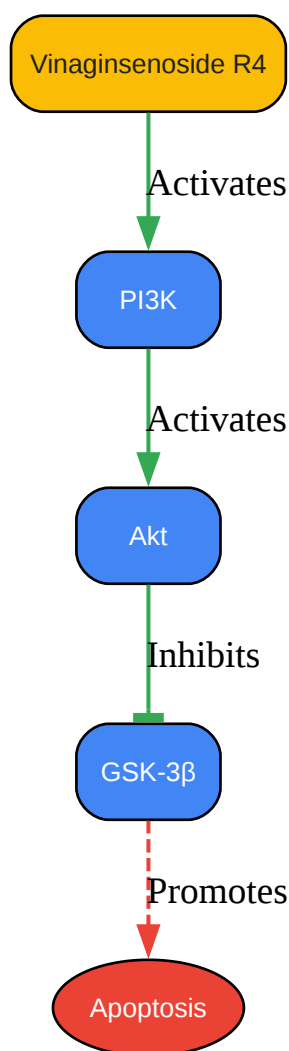 Vinaginsenoside R4
Activates
PI3K
Activates
Akt
Inhibits
GSK-3β
Promotes
Apoptosis